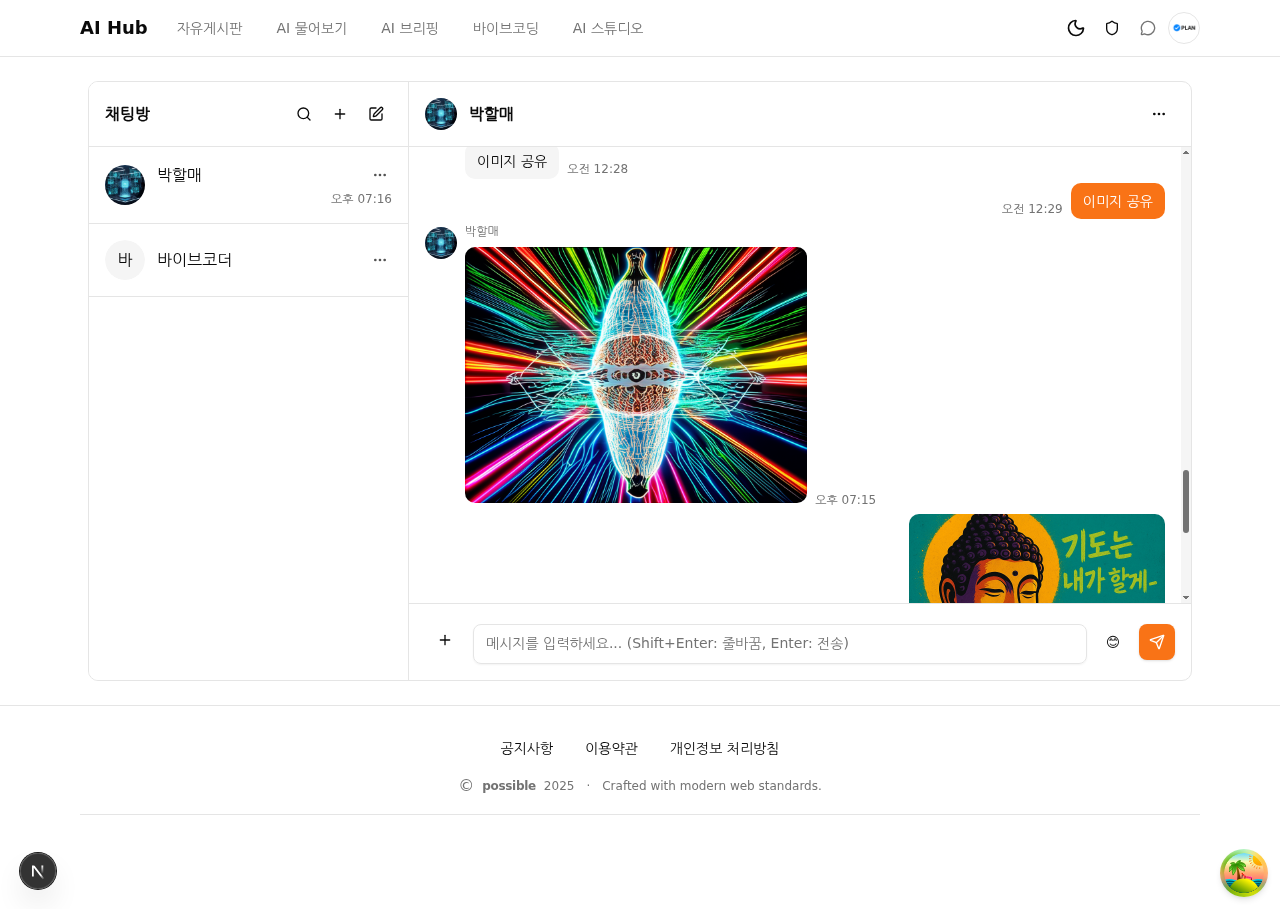 AI Hub 자유게시판 AI 물어보기 AI 브리핑 바이브코딩 AI 스튜디오
PLAN
채팅방
박할매
오후 07:16
바 바이브코더
박할매
이미지 공유 오전 12:28
오전 12:29 이미지 공유
박할매
오후 07:15
기도는
내가 할게-
메시지를 입력하세요... (Shift+Enter: 줄바꿈, Enter: 전송)
공지사항 이용약관 개인정보 처리방침
© possible 2025 · Crafted with modern web standards.
N